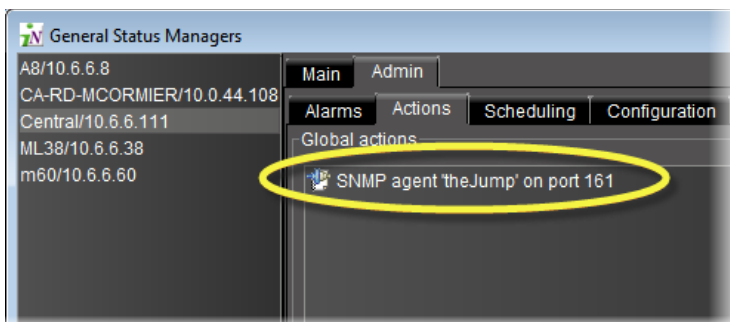 General Status Managers
A8/10.6.6.8
CA-RD-MCORMIER/10.0.44.108
Central/10.6.6.111
ML38/10.6.6.38
m60/10.6.6.60
Main Admin
Alarms Actions Scheduling Configuration
Global actions
SNMP agent 'theJump' on port 161